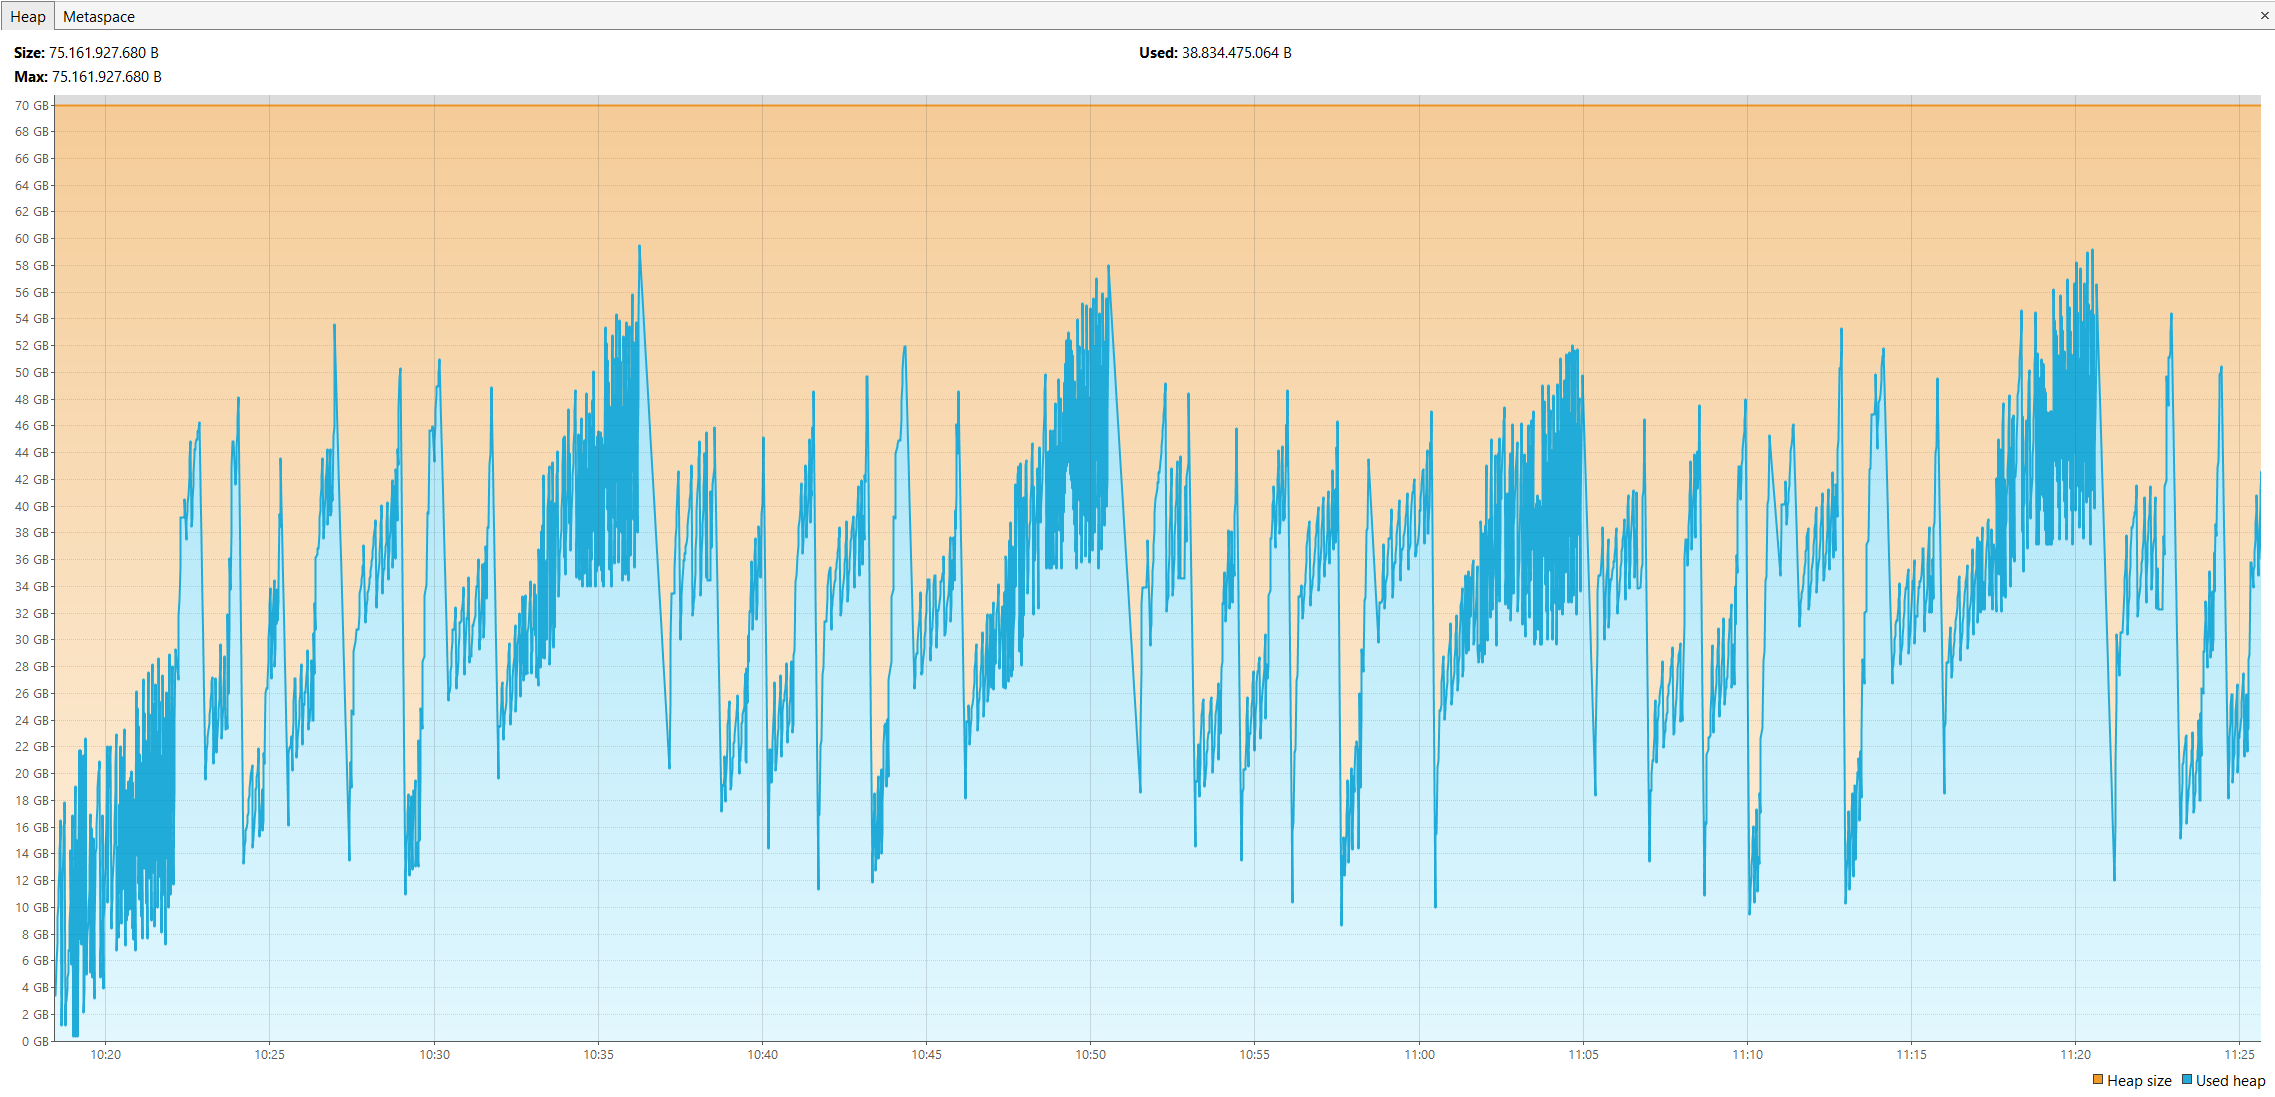 Heap Metaspace ×
Size: 75.161.927.680 B Used: 38.834.475.064 B
Max: 75.161.927.680 B
70 GB
68 GB
66 GB
64 GB
62 GB
60 GB
58 GB
56 GB
54 GB
52 GB
50 GB
48 GB
46 GB
44 GB
42 GB
40 GB
38 GB
36 GB
34 GB
32 GB
30 GB
28 GB
26 GB
24 GB
22 GB
20 GB
18 GB
16 GB
14 GB
12 GB
10 GB
8 GB
6 GB
4 GB
2 GB
0 GB
10:20 10:25 10:30 10:35 10:40 10:45 10:50 10:55 11:00 11:05 11:10 11:15 11:20 11:25
Heap size Used heap